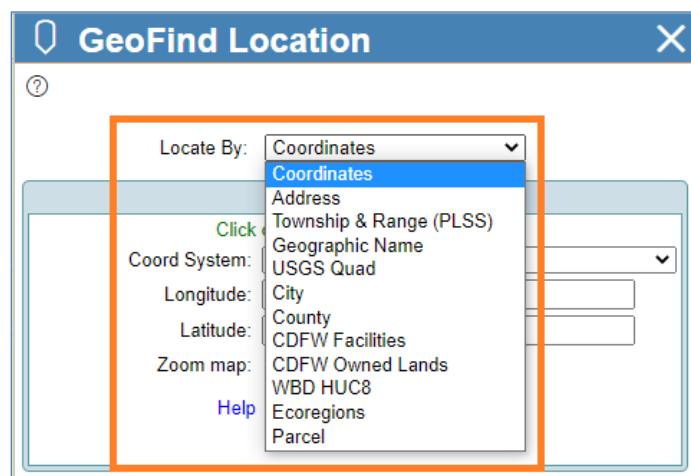 GeoFind Location
Locate By: Coordinates
Coordinates
Address
Township & Range (PLSS)
Click
Geographic Name
Coord System:
USGS Quad
Longitude:
City
County
Latitude:
CDFW Facilities
Zoom map:
CDFW Owned Lands
WBD HUC8
Help
Ecoregions
Parcel